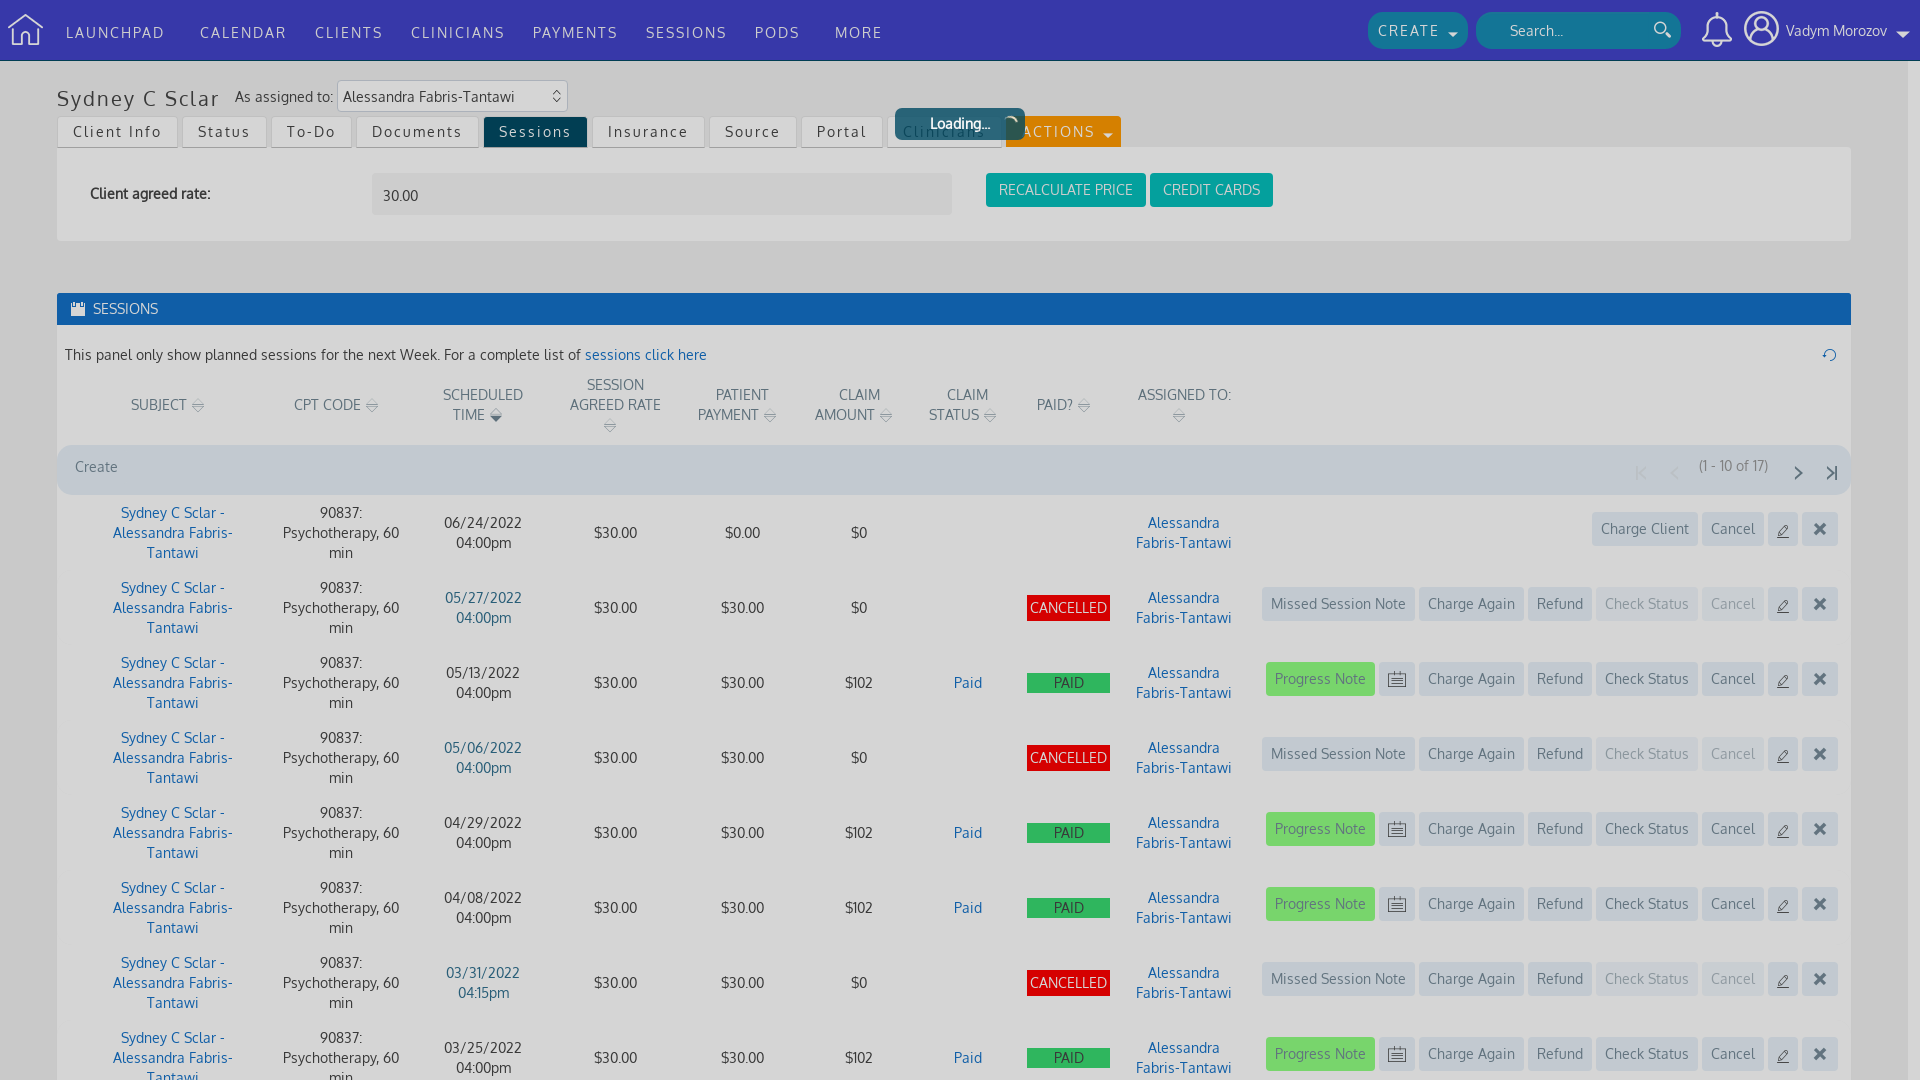 LAUNCHPAD CALENDAR CLIENTS CLINICIANS PAYMENTS SESSIONS PODS MORE CREATE Search... Vadym Morozov
Sydney C Sclar As assigned to: Alessandra Fabris-Tantawi
Loading...
Client Info Status To-Do Documents Sessions Insurance Source Portal Clinicians ACTIONS
Client agreed rate: 30.00 RECALCULATE PRICE CREDIT CARDS
SESSIONS
This panel only show planned sessions for the next Week. For a complete list of sessions click here
SUBJECT CPT CODE SCHEDULED TIME SESSION AGREED RATE PATIENT PAYMENT CLAIM AMOUNT CLAIM STATUS PAID? ASSIGNED TO:
Create (1 - 10 of 17)
Sydney C Sclar - Alessandra Fabris-Tantawi 90837: Psychotherapy, 60 min 06/24/2022 04:00pm $30.00 $0.00 $0 Alessandra Fabris-Tantawi Charge Client Cancel
Sydney C Sclar - Alessandra Fabris-Tantawi 90837: Psychotherapy, 60 min 05/27/2022 04:00pm $30.00 $30.00 $0 CANCELLED Alessandra Fabris-Tantawi Missed Session Note Charge Again Refund Check Status Cancel
Sydney C Sclar - Alessandra Fabris-Tantawi 90837: Psychotherapy, 60 min 05/13/2022 04:00pm $30.00 $30.00 $102 Paid PAID Alessandra Fabris-Tantawi Progress Note Charge Again Refund Check Status Cancel
Sydney C Sclar - Alessandra Fabris-Tantawi 90837: Psychotherapy, 60 min 05/06/2022 04:00pm $30.00 $30.00 $0 CANCELLED Alessandra Fabris-Tantawi Missed Session Note Charge Again Refund Check Status Cancel
Sydney C Sclar - Alessandra Fabris-Tantawi 90837: Psychotherapy, 60 min 04/29/2022 04:00pm $30.00 $30.00 $102 Paid PAID Alessandra Fabris-Tantawi Progress Note Charge Again Refund Check Status Cancel
Sydney C Sclar - Alessandra Fabris-Tantawi 90837: Psychotherapy, 60 min 04/08/2022 04:00pm $30.00 $30.00 $102 Paid PAID Alessandra Fabris-Tantawi Progress Note Charge Again Refund Check Status Cancel
Sydney C Sclar - Alessandra Fabris-Tantawi 90837: Psychotherapy, 60 min 03/31/2022 04:15pm $30.00 $30.00 $0 CANCELLED Alessandra Fabris-Tantawi Missed Session Note Charge Again Refund Check Status Cancel
Sydney C Sclar - Alessandra Fabris-Tantawi 90837: Psychotherapy, 60 min 03/25/2022 04:00pm $30.00 $30.00 $102 Paid PAID Alessandra Fabris-Tantawi Progress Note Charge Again Refund Check Status Cancel